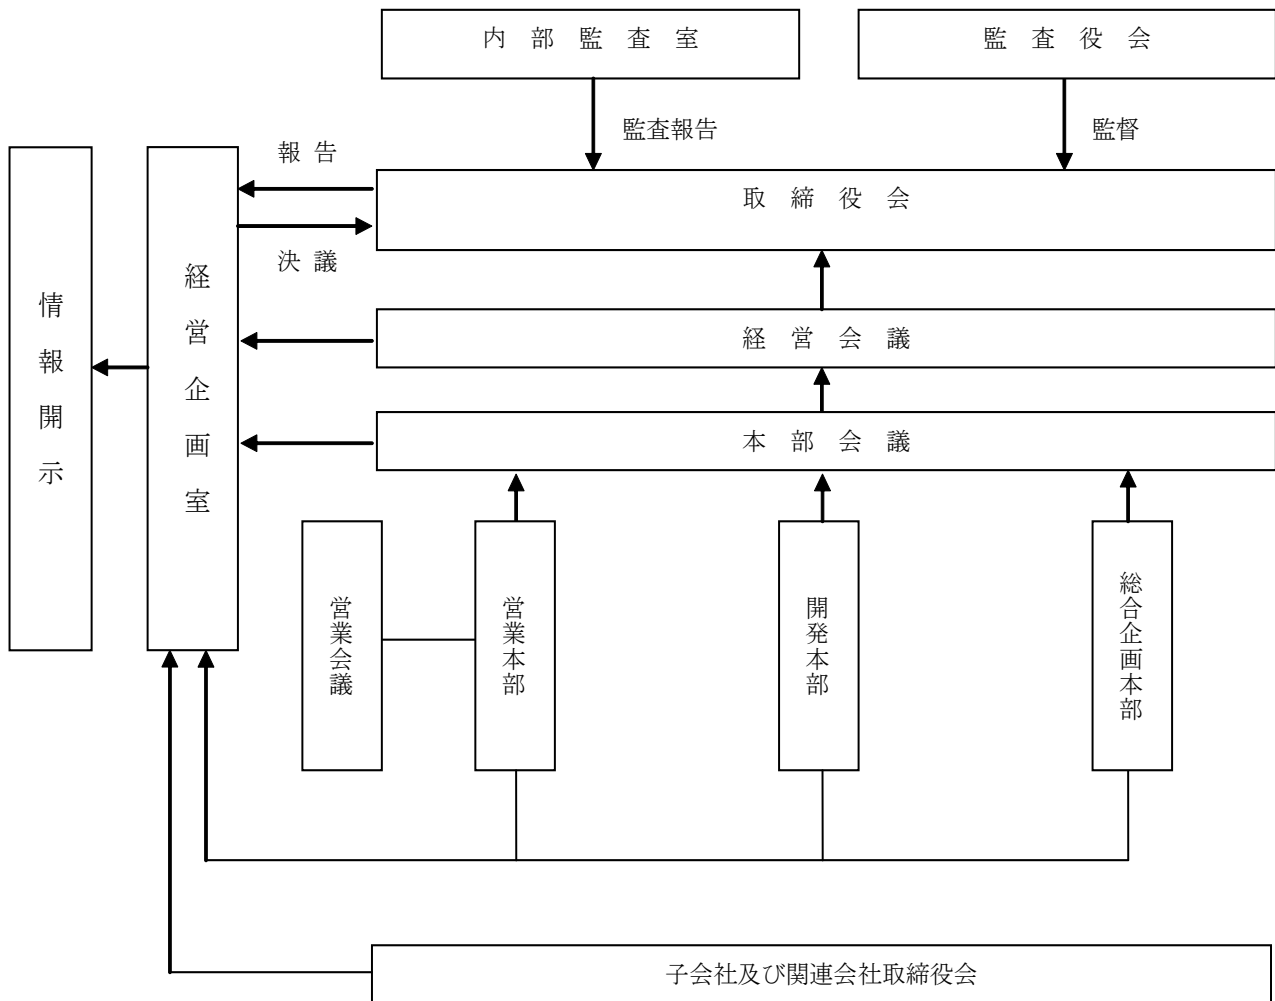 内部監査室
監査役会
監査報告
監督
報告
取締役会
決議
情報開示
経営企画室
経営会議
本部会議
営業会議
営業本部
開発本部
総合企画本部
子会社及び関連会社取締役会